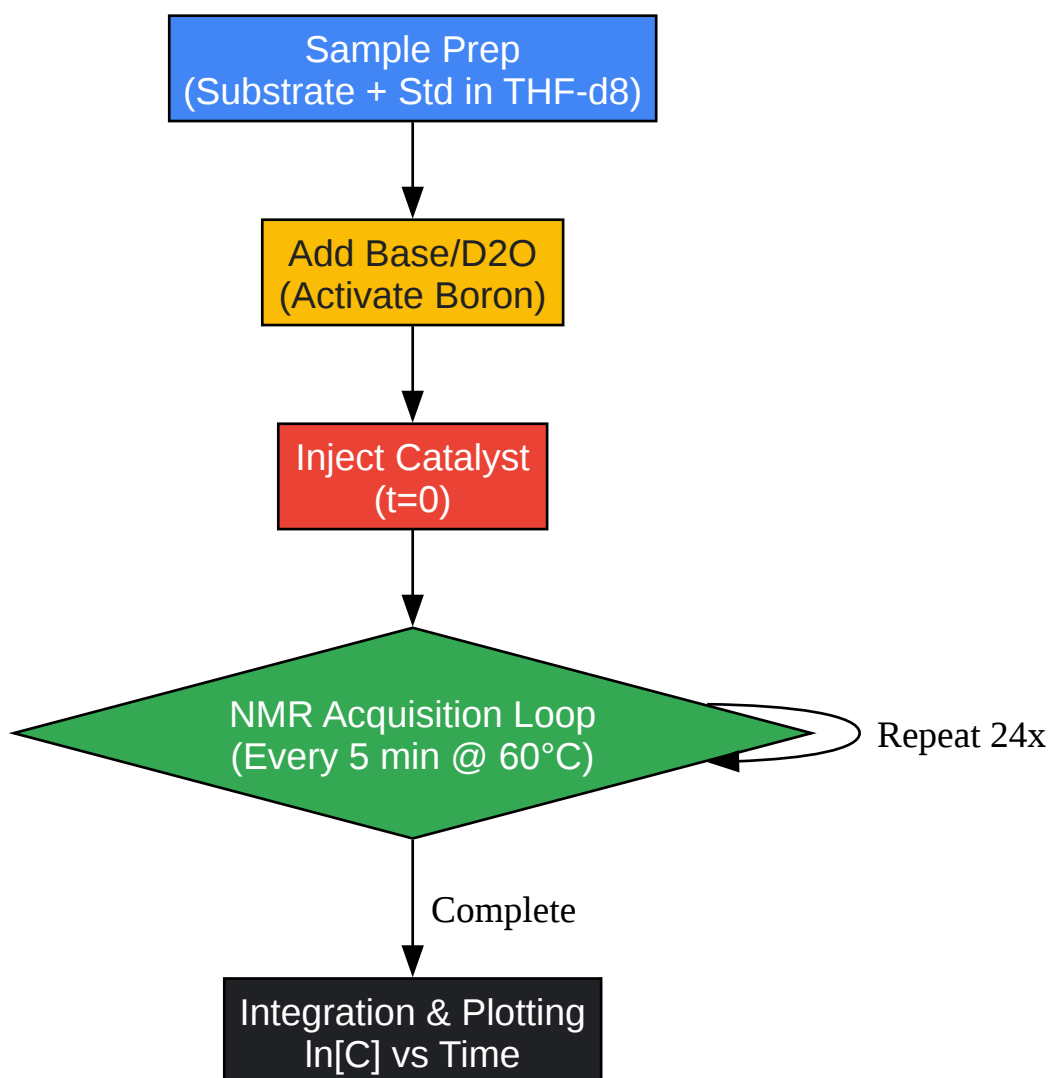 Sample Prep
(Substrate + Std in THF-d8)
Add Base/D2O
(Activate Boron)
Inject Catalyst
(t=0)
NMR Acquisition Loop
(Every 5 min @ 60°C)
Repeat 24x
Complete
Integration & Plotting
ln[C] vs Time